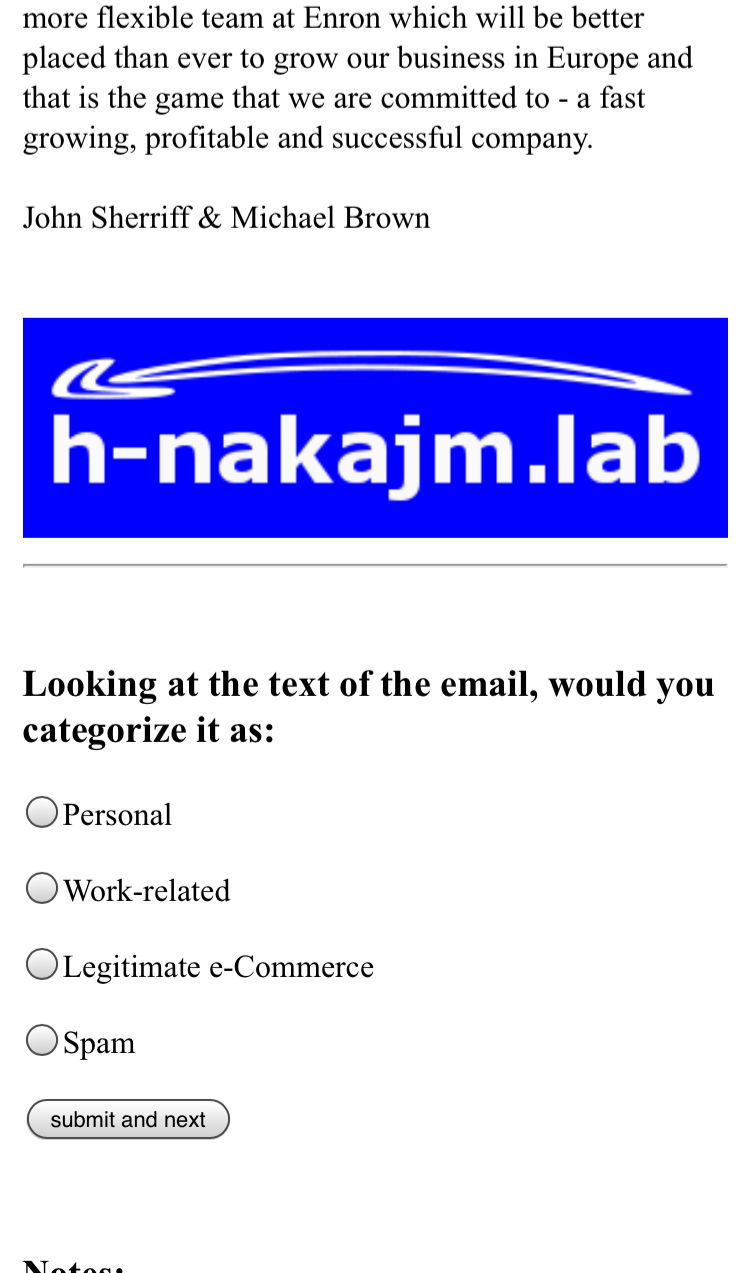 more flexible team at Enron which will be better
placed than ever to grow our business in Europe and
that is the game that we are committed to - a fast
growing, profitable and successful company.
John Sherriff & Michael Brown
h-nakajm.lab
Looking at the text of the email, would you
categorize it as:
Personal
Work-related
Legitimate e-Commerce
Spam
submit and next
Notes: